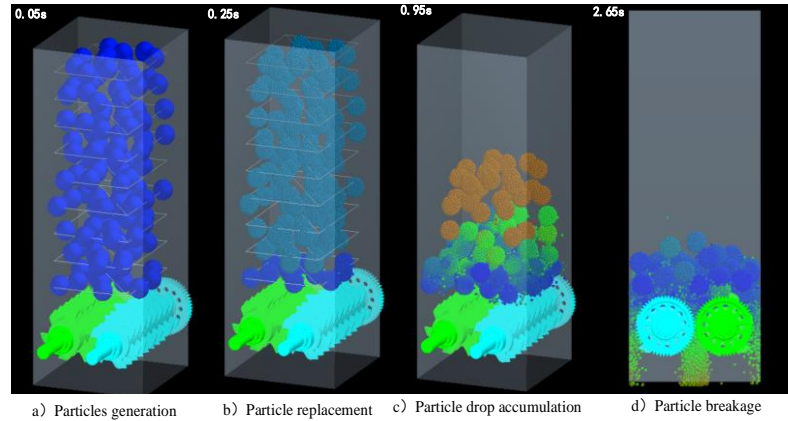 0.05s
0.25s
0.95s
2.65s
a）Particles generation
b）Particle replacement
c）Particle drop accumulation
d）Particle breakage